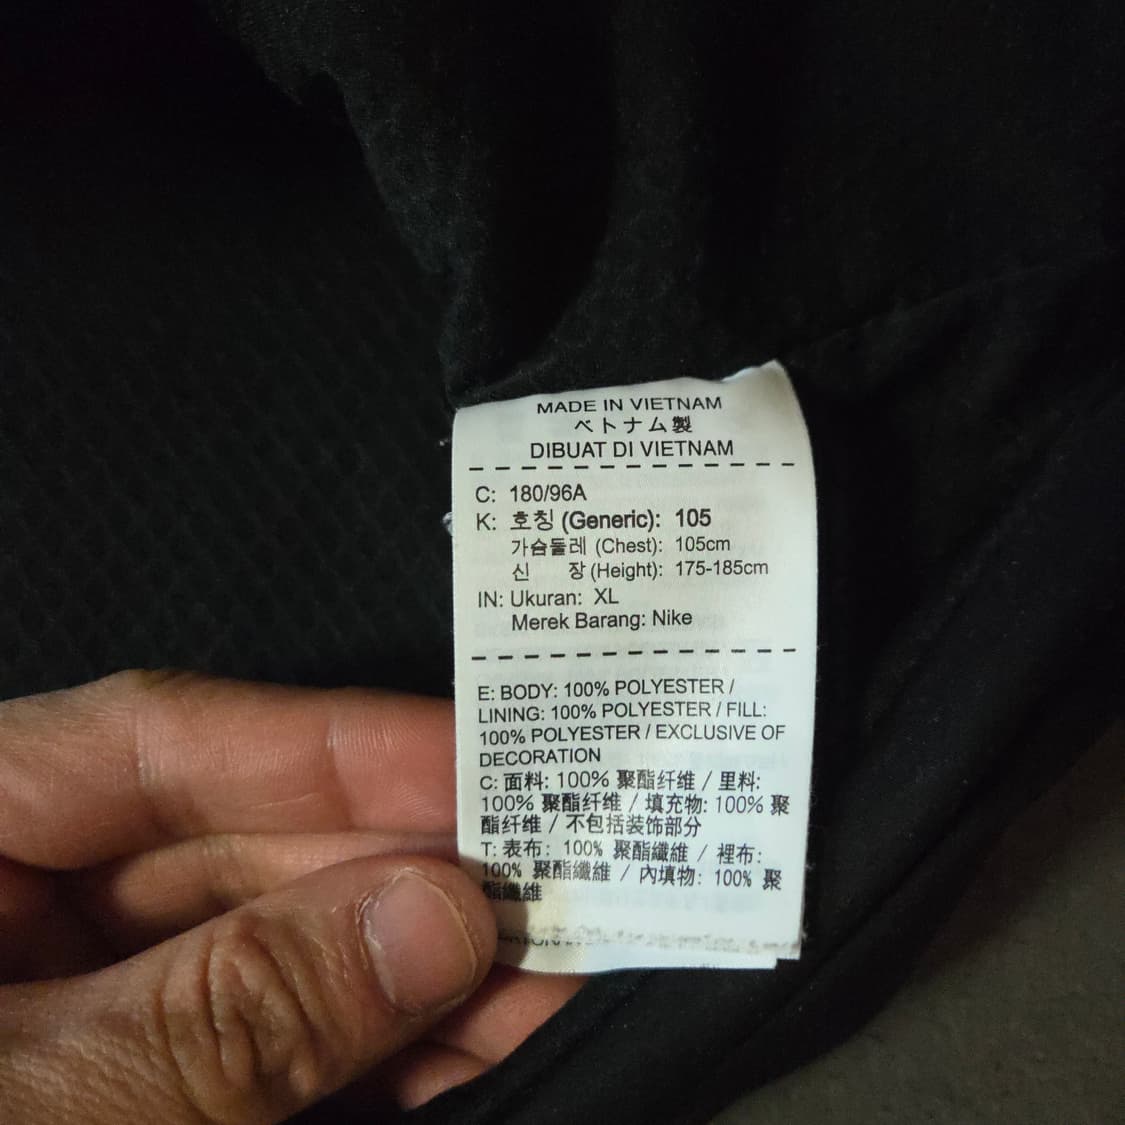 MADE IN VIETNAM
ベトナム製
DIBUAT DI VIETNAM
C: 180/96A
K: 호칭 (Generic): 105
가슴둘레 (Chest): 105cm
신 장 (Height): 175-185cm
IN: Ukuran: XL
Merek Barang: Nike
E: BODY: 100% POLYESTER /
LINING: 100% POLYESTER / FILL:
100% POLYESTER / EXCLUSIVE OF
DECORATION
C: 面料: 100% 聚酯纤维 / 里料:
100% 聚酯纤维 / 填充物: 100% 聚
酯纤维 / 不包括装饰部分
T: 表布: 100% 聚酯纖維 / 裡布:
100% 聚酯纖維 / 內填物: 100% 聚
酯纖維